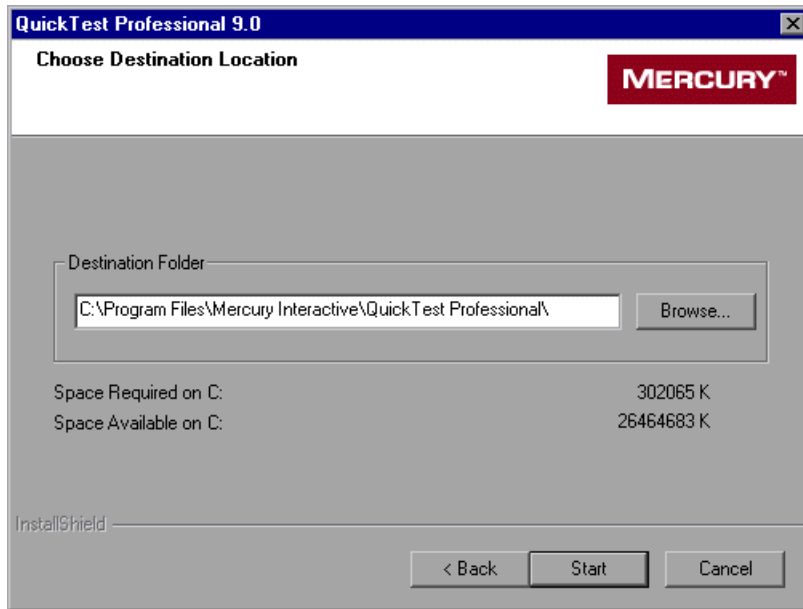 QuickTest Professional 9.0
Choose Destination Location
MERCURY™
Destination Folder
C:\Program Files\Mercury Interactive\QuickTest Professional\
Browse...
Space Required on C: 302065 K
Space Available on C: 26464683 K
InstallShield
< Back Start Cancel